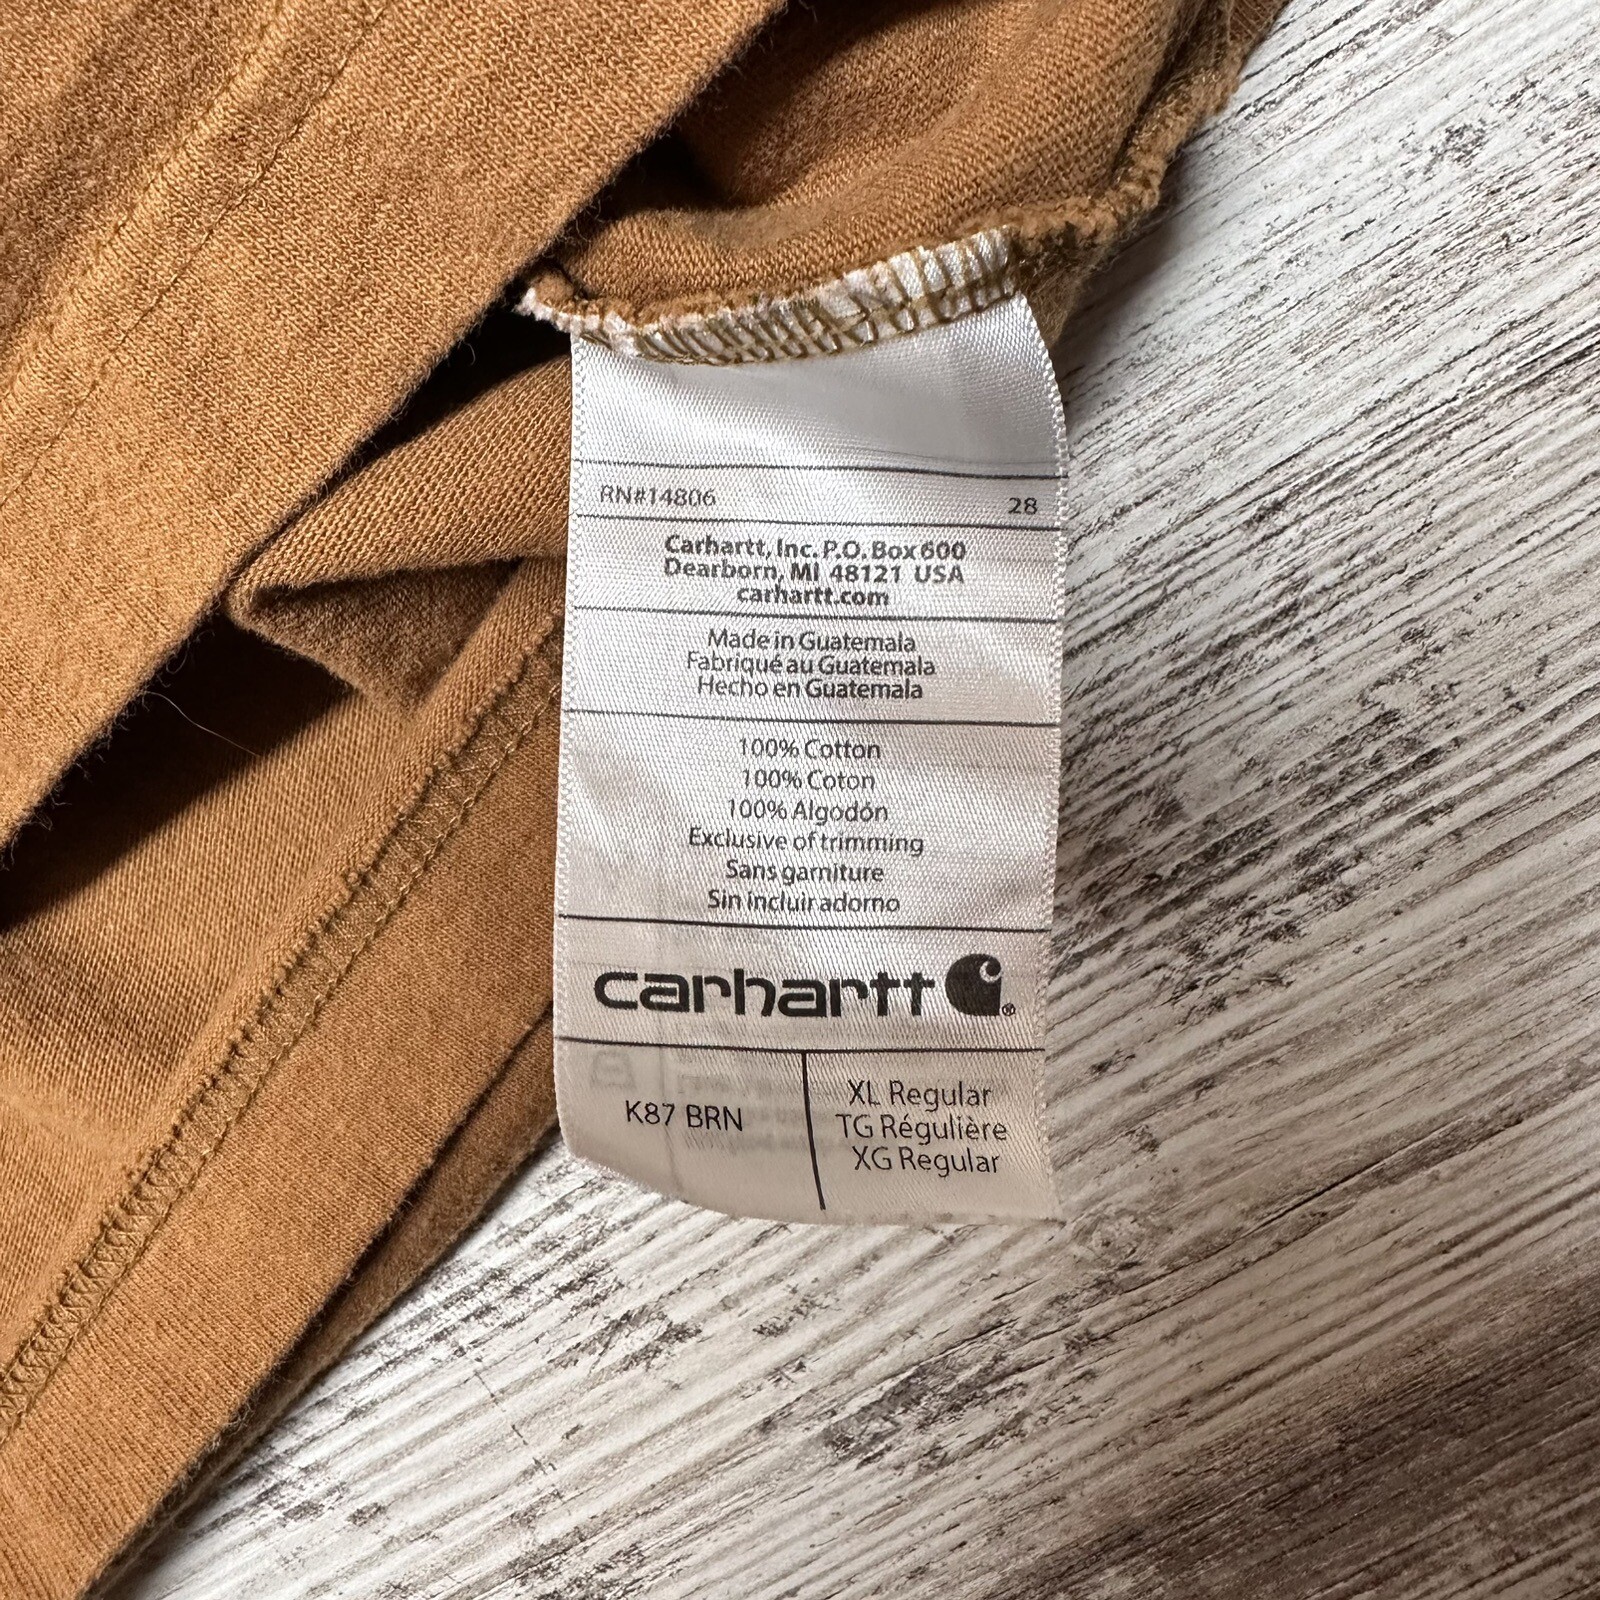 RN#14806 28
Carhartt, Inc. P.O. Box 600
Dearborn, MI 48121 USA
carhartt.com
Made in Guatemala
Fabriqué au Guatemala
Hecho en Guatemala
100% Cotton
100% Coton
100% Algodón
Exclusive of trimming
Sans garniture
Sin incluir adorno
carhartt®
K87 BRN
XL Regular
TG Régulière
XG Regular